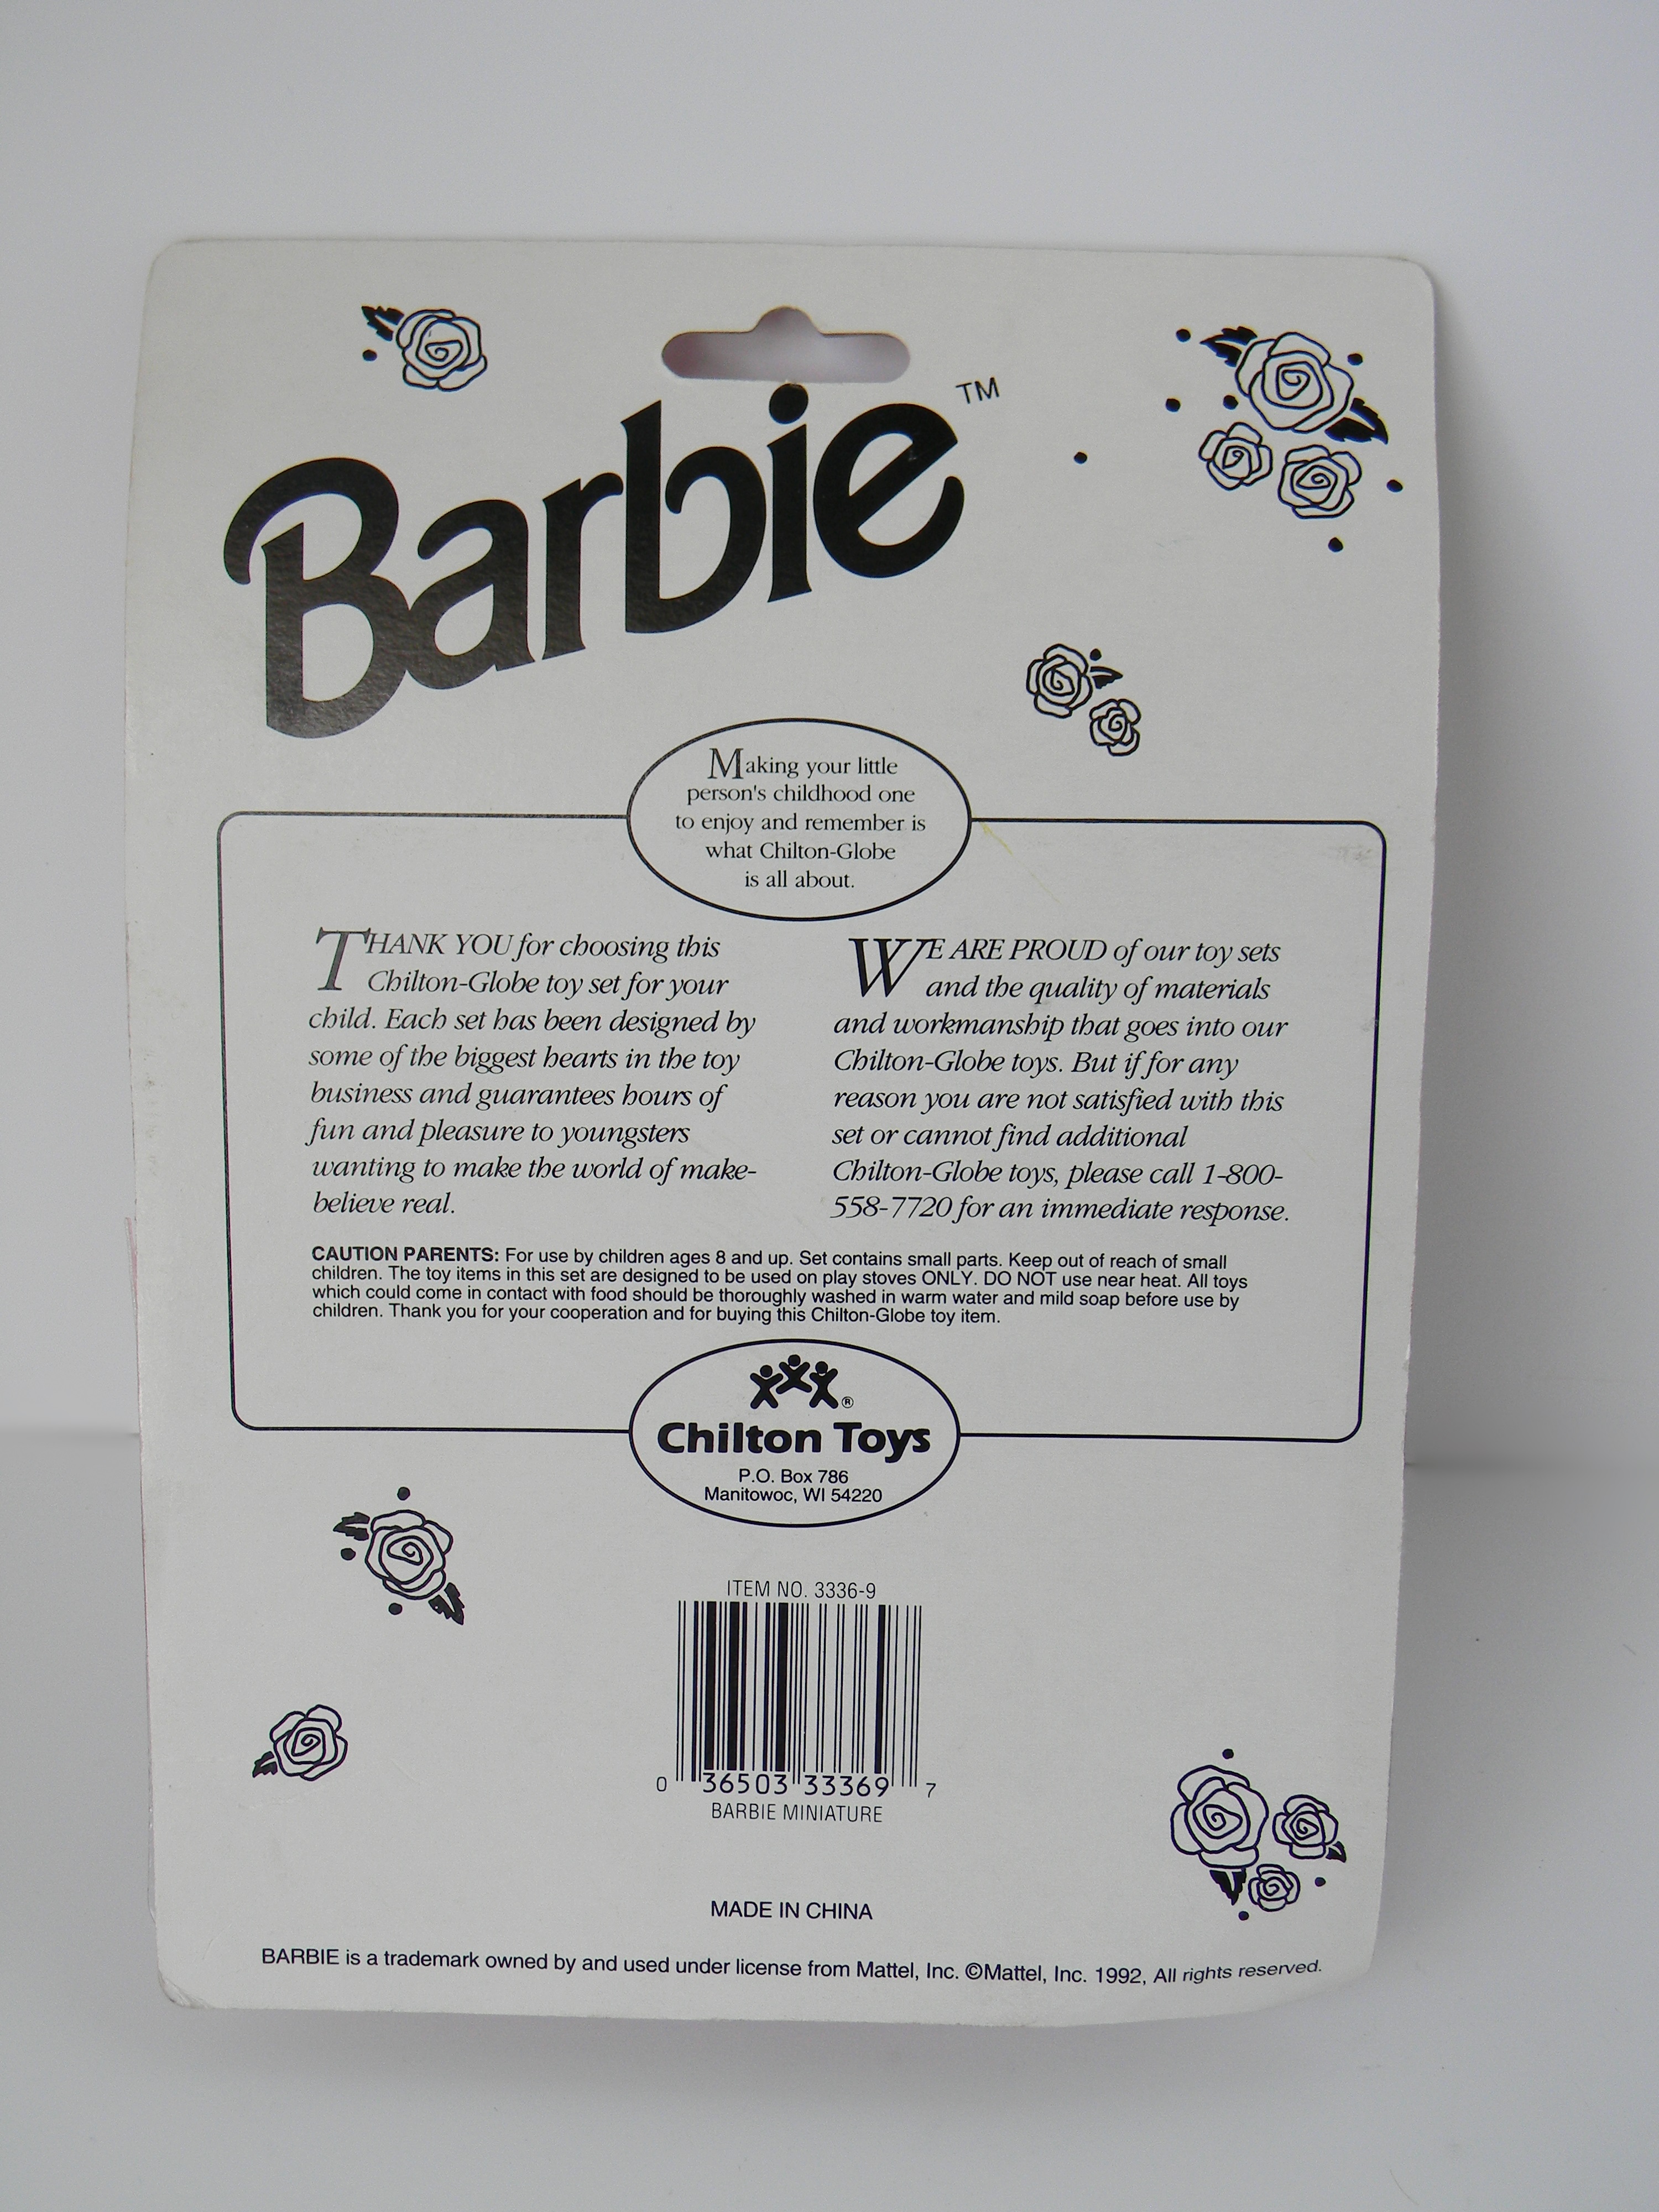 Barbie™
Making your little
person's childhood one
to enjoy and remember is
what Chilton-Globe
is all about.
THANK YOU for choosing this
Chilton-Globe toy set for your
child. Each set has been designed by
some of the biggest hearts in the toy
business and guarantees hours of
fun and pleasure to youngsters
wanting to make the world of make-
believe real.
WE ARE PROUD of our toy sets
and the quality of materials
and workmanship that goes into our
Chilton-Globe toys. But if for any
reason you are not satisfied with this
set or cannot find additional
Chilton-Globe toys, please call 1-800-
558-7720 for an immediate response.
CAUTION PARENTS: For use by children ages 8 and up. Set contains small parts. Keep out of reach of small
children. The toy items in this set are designed to be used on play stoves ONLY. DO NOT use near heat. All toys
which could come in contact with food should be thoroughly washed in warm water and mild soap before use by
children. Thank you for your cooperation and for buying this Chilton-Globe toy item.
®
Chilton Toys
P.O. Box 786
Manitowoc, WI 54220
ITEM NO. 3336-9
0 36503 33369 7
BARBIE MINIATURE
MADE IN CHINA
BARBIE is a trademark owned by and used under license from Mattel, Inc. ©Mattel, Inc. 1992, All rights reserved.